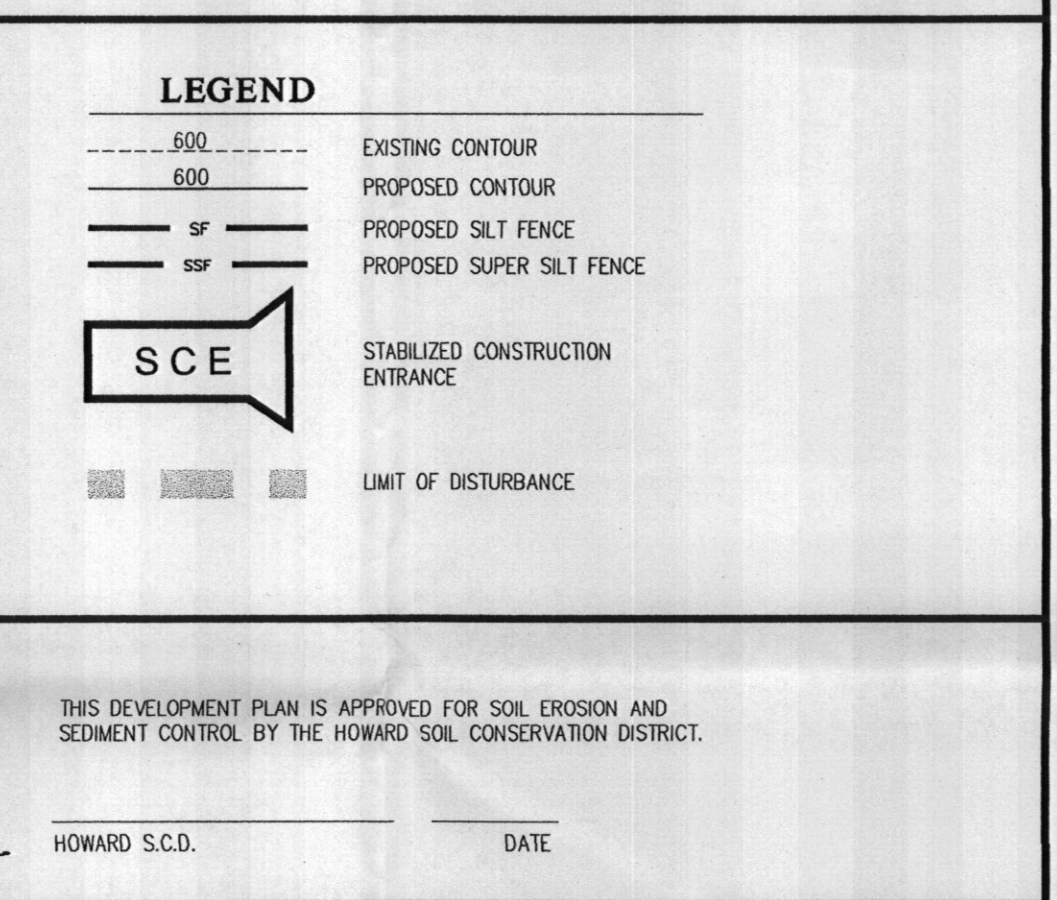 LEGEND
600 EXISTING CONTOUR
600 PROPOSED CONTOUR
SF PROPOSED SILT FENCE
SSF PROPOSED SUPER SILT FENCE
SCE STABILIZED CONSTRUCTION
ENTRANCE
LIMIT OF DISTURBANCE
THIS DEVELOPMENT PLAN IS APPROVED FOR SOIL EROSION AND
SEDIMENT CONTROL BY THE HOWARD SOIL CONSERVATION DISTRICT.
HOWARD S.C.D. DATE